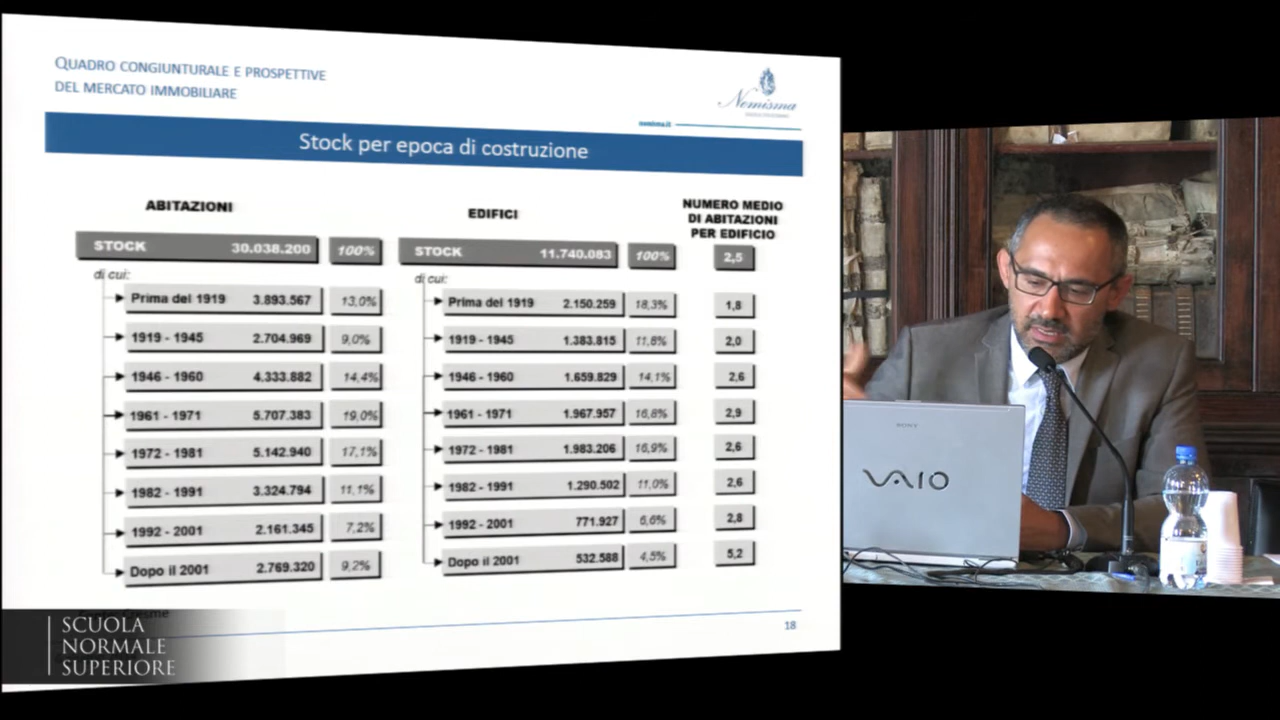 QUADRO CONGIUNTURALE E PROSPETTIVE
DEL MERCATO IMMOBILIARE
Nomisma
nomisma.it
Stock per epoca di costruzione
ABITAZIONI
STOCK 30.038.200 100%
di cui:
Prima del 1919 3.893.567 13,0%
1919 - 1945 2.704.969 9,0%
1946 - 1960 4.333.882 14,4%
1961 - 1971 5.707.383 19,0%
1972 - 1981 5.142.940 17,1%
1982 - 1991 3.324.794 11,1%
1992 - 2001 2.161.345 7,2%
Dopo il 2001 2.769.320 9,2%
EDIFICI
STOCK 11.740.083 100%
di cui:
Prima del 1919 2.150.259 18,3%
1919 - 1945 1.383.815 11,8%
1946 - 1960 1.659.829 14,1%
1961 - 1971 1.967.957 16,8%
1972 - 1981 1.983.206 16,9%
1982 - 1991 1.290.502 11,0%
1992 - 2001 771.927 6,6%
Dopo il 2001 532.588 4,5%
NUMERO MEDIO
DI ABITAZIONI
PER EDIFICIO
2,5
1,8
2,0
2,6
2,9
2,6
2,6
2,8
5,2
18
SCUOLA
NORMALE
SUPERIORE
SONY
VAIO